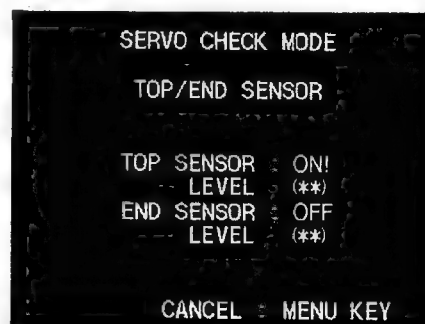 SERVO CHECK MODE
TOP/END SENSOR
TOP SENSOR : ON!
-- LEVEL : (**)
END SENSOR : OFF
--- LEVEL : (**)
CANCEL : MENU KEY